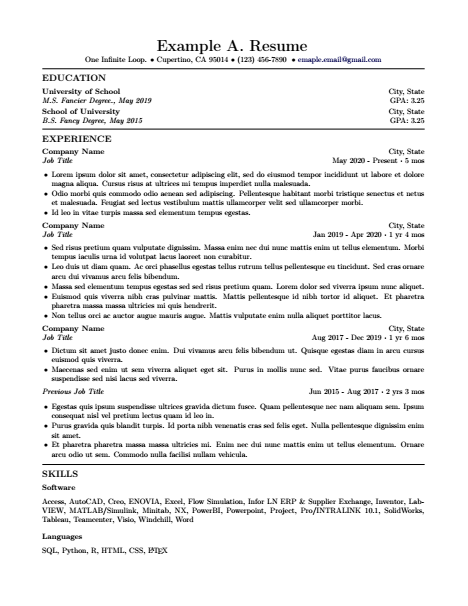 Example A. Resume
One Infinite Loop. • Cupertino, CA 95014 • (123) 456-7890 • emaple.email@gmail.com
EDUCATION
University of School City, State
M.S. Fancier Degree., May 2019 GPA: 3.25
School of University City, State
B.S. Fancy Degree, May 2015 GPA: 3.25
EXPERIENCE
Company Name City, State
Job Title May 2020 - Present · 5 mos
• Lorem ipsum dolor sit amet, consectetur adipiscing elit, sed do eiusmod tempor incididunt ut labore et dolore
magna aliqua. Cursus risus at ultrices mi tempus imperdiet nulla malesuada.
• Odio morbi quis commodo odio aenean sed adipiscing. Pellentesque habitant morbi tristique senectus et netus
et malesuada. Feugiat sed lectus vestibulum mattis ullamcorper velit sed ullamcorper morbi.
• Id leo in vitae turpis massa sed elementum tempus egestas.
Company Name City, State
Job Title Jan 2019 - Apr 2020 · 1 yr 4 mos
• Sed risus pretium quam vulputate dignissim. Massa enim nec dui nunc mattis enim ut tellus elementum. Morbi
tempus iaculis urna id volutpat lacus laoreet non curabitur.
• Leo duis ut diam quam. Ac orci phasellus egestas tellus rutrum tellus pellentesque eu tincidunt. Sed cras ornare
arcu dui vivamus arcu felis bibendum.
• Massa sed elementum tempus egestas sed sed risus pretium quam. Lorem dolor sed viverra ipsum nunc aliquet.
• Euismod quis viverra nibh cras pulvinar mattis. Mattis pellentesque id nibh tortor id aliquet. Et pharetra
pharetra massa massa ultricies mi quis hendrerit.
• Non tellus orci ac auctor augue mauris augue. Mattis vulputate enim nulla aliquet porttitor lacus.
Company Name City, State
Job Title Aug 2017 - Dec 2019 · 1 yr 6 mos
• Dictum sit amet justo donec enim. Dui vivamus arcu felis bibendum ut. Quisque egestas diam in arcu cursus
euismod quis viverra.
• Maecenas sed enim ut sem viverra aliquet eget sit. Purus in mollis nunc sed. Vitae purus faucibus ornare
suspendisse sed nisi lacus sed viverra.
Previous Job Title Jun 2015 - Aug 2017 · 2 yrs 3 mos
• Egestas quis ipsum suspendisse ultrices gravida dictum fusce. Quam pellentesque nec nam aliquam sem. Ipsum
consequat nisl vel pretium lectus quam id leo in.
• Purus gravida quis blandit turpis. Id porta nibh venenatis cras sed felis eget. Nulla pellentesque dignissim enim
sit amet.
• Et pharetra pharetra massa massa ultricies mi. Enim nec dui nunc mattis enim ut tellus elementum. Ornare
arcu odio ut sem. Commodo nulla facilisi nullam vehicula.
SKILLS
Software
Access, AutoCAD, Creo, ENOVIA, Excel, Flow Simulation, Infor LN ERP & Supplier Exchange, Inventor, Lab-
VIEW, MATLAB/Simulink, Minitab, NX, PowerBI, Powerpoint, Project, Pro/INTRALINK 10.1, SolidWorks,
Tableau, Teamcenter, Visio, Windchill, Word
Languages
SQL, Python, R, HTML, CSS, LATEX